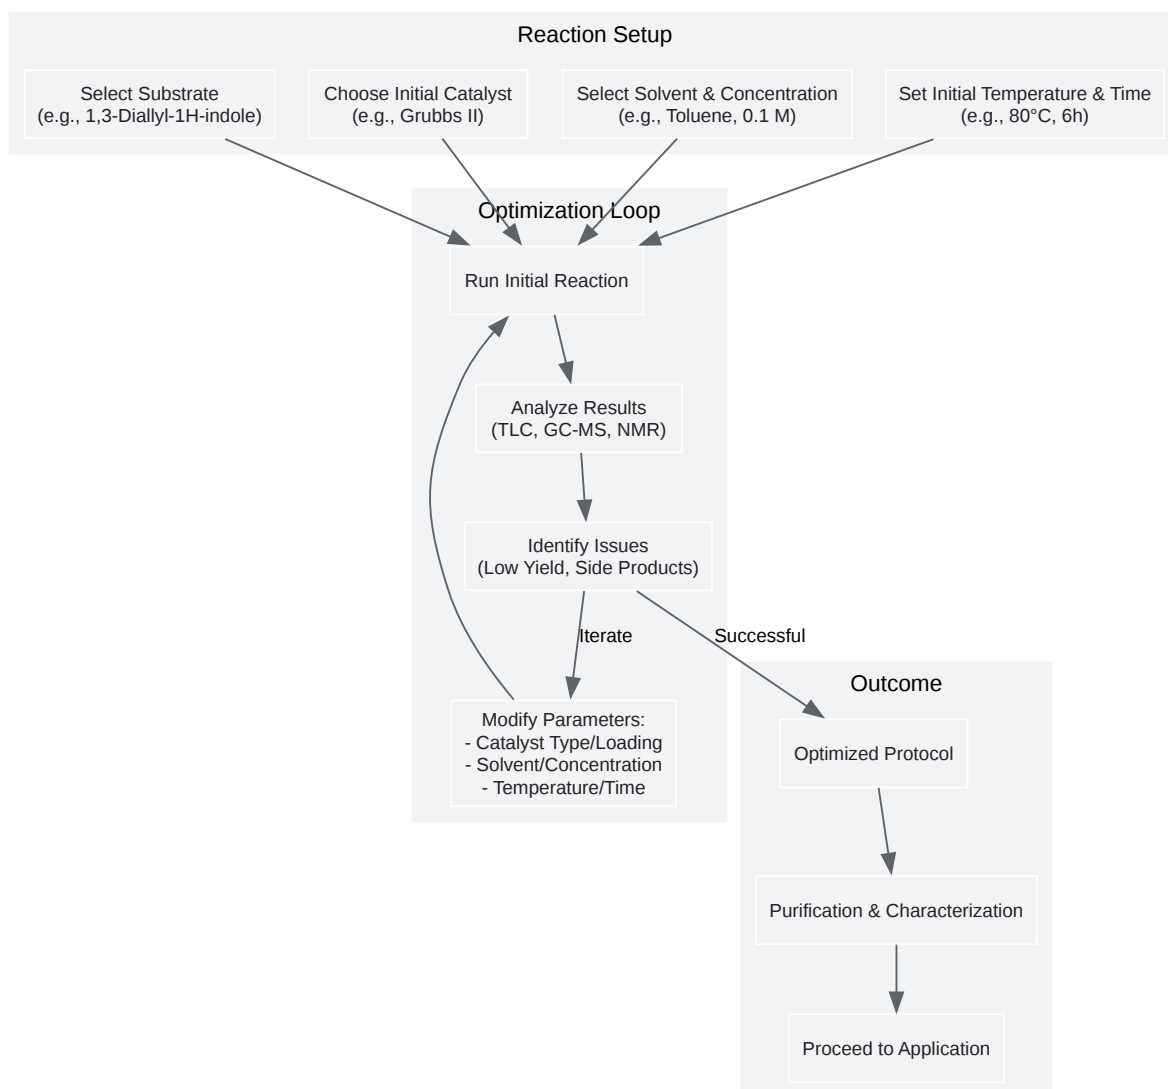 Reaction Setup
Select Substrate
(e.g., 1,3-Diallyl-1H-indole)
Choose Initial Catalyst
(e.g., Grubbs II)
Select Solvent & Concentration
(e.g., Toluene, 0.1 M)
Set Initial Temperature & Time
(e.g., 80°C, 6h)
Optimization Loop
Run Initial Reaction
Analyze Results
(TLC, GC-MS, NMR)
Identify Issues
(Low Yield, Side Products)
Iterate
Successful
Modify Parameters:
- Catalyst Type/Loading
- Solvent/Concentration
- Temperature/Time
Outcome
Optimized Protocol
Purification & Characterization
Proceed to Application